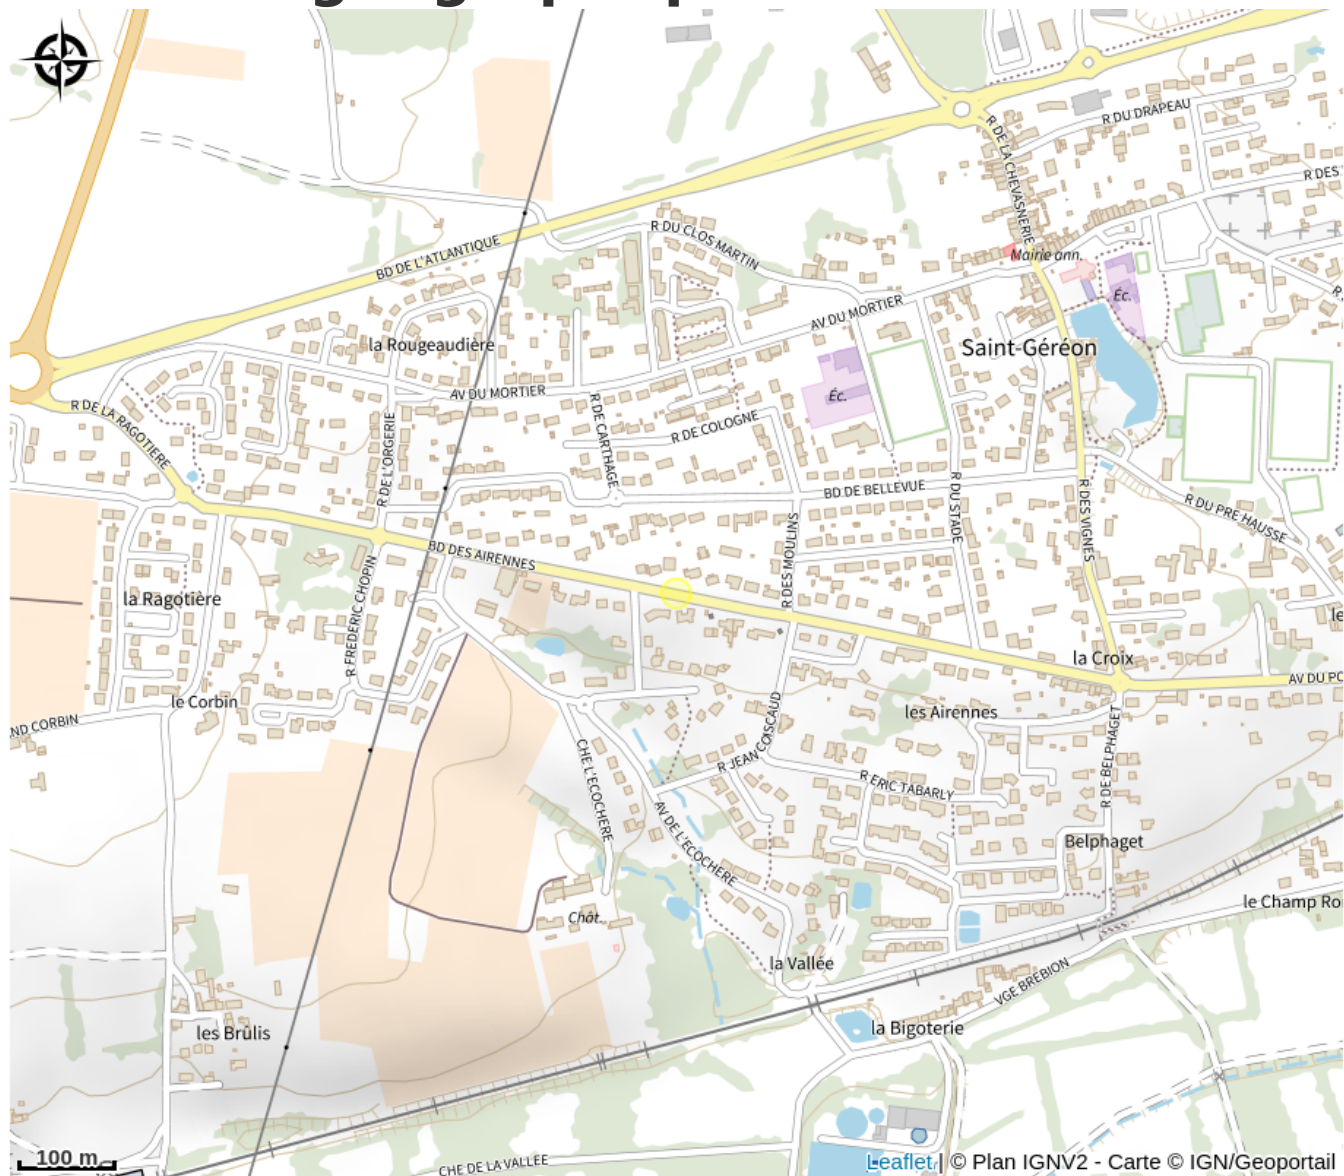 R DU DRAPEAU
R DE LA CHEVASNERIE
R DES
R DU CLOS MARTIN
BD DE L'ATLANTIQUE
Mairie ann.
Éc.
AV DU MORTIER
la Rougeaudière
Saint-Géréon
AV DU MORTIER
Éc.
R DE LA RAGOTIERE
R DE L'ORGERIE
R DE CARTHAGE
R DE COLOGNE
BD DE BELLEVUE
R DU STADE
R DES VIGNES
R DU PRE HAUSSE
BD DES AIRENNES
R DES MOULINS
la Ragotière
R FREDERIC CHOPIN
le
la Croix
AV DU PO
le Corbin
ND CORBIN
les Airennes
R JEAN COSCAUD
R ERIC TABARLY
R DE BELPHAGET
CHE L'ECOCHERE
AV DE L'ECOCHERE
Belphaget
le Champ Ro
Chât.
la Vallée
VGE BREBION
les Brûlis
la Bigoterie
100 m
CHE DE LA VALLEE
Leaflet | © Plan IGNV2 - Carte © IGN/Geoportail